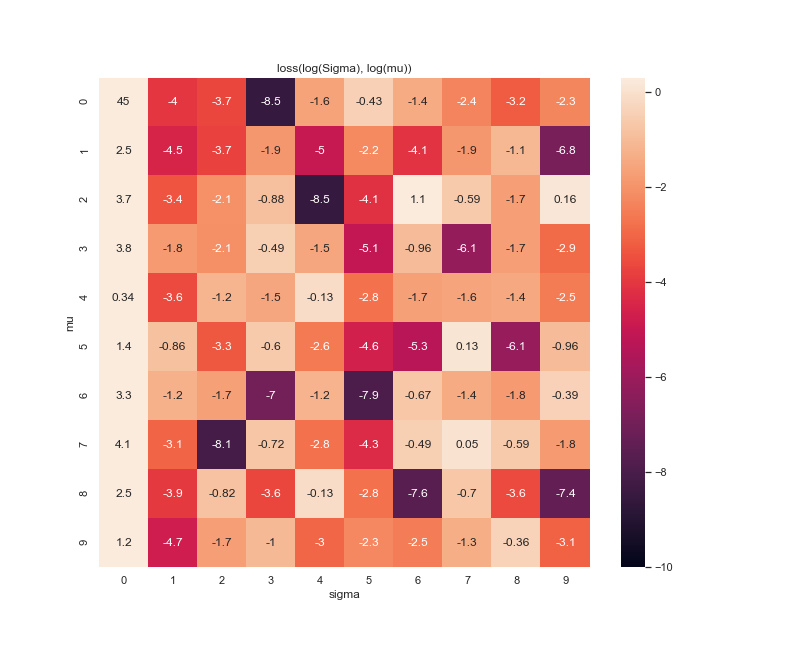 loss(log(Sigma), log(mu))
0 45 -4 -3.7 -8.5 -1.6 -0.43 -1.4 -2.4 -3.2 -2.3
1 2.5 -4.5 -3.7 -1.9 -5 -2.2 -4.1 -1.9 -1.1 -6.8
2 3.7 -3.4 -2.1 -0.88 -8.5 -4.1 1.1 -0.59 -1.7 0.16
3 3.8 -1.8 -2.1 -0.49 -1.5 -5.1 -0.96 -6.1 -1.7 -2.9
4 0.34 -3.6 -1.2 -1.5 -0.13 -2.8 -1.7 -1.6 -1.4 -2.5
5 1.4 -0.86 -3.3 -0.6 -2.6 -4.6 -5.3 0.13 -6.1 -0.96
6 3.3 -1.2 -1.7 -7 -1.2 -7.9 -0.67 -1.4 -1.8 -0.39
7 4.1 -3.1 -8.1 -0.72 -2.8 -4.3 -0.49 0.05 -0.59 -1.8
8 2.5 -3.9 -0.82 -3.6 -0.13 -2.8 -7.6 -0.7 -3.6 -7.4
9 1.2 -4.7 -1.7 -1 -3 -2.3 -2.5 -1.3 -0.36 -3.1
0 1 2 3 4 5 6 7 8 9
sigma
mu
0
−2
−4
−6
−8
−10